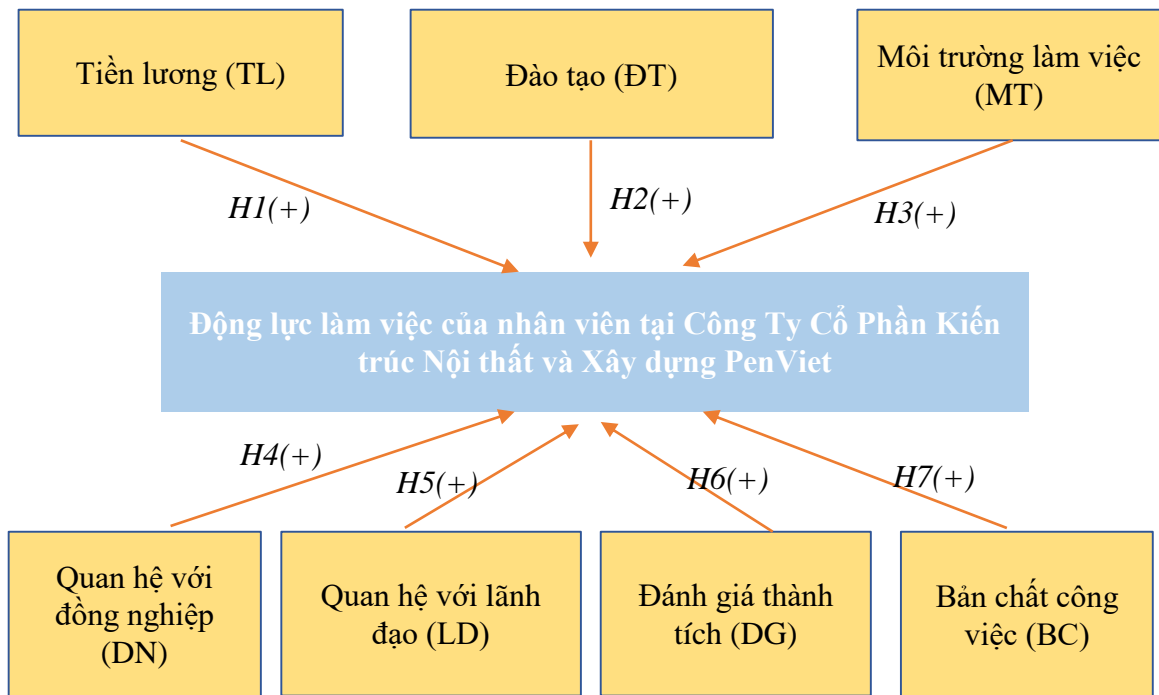 Tiền lương (TL)
Đào tạo (ĐT)
Môi trường làm việc
(MT)
H1(+)
H2(+)
H3(+)
Động lực làm việc của nhân viên tại Công Ty Cổ Phần Kiến
trúc Nội thất và Xây dựng PenViet
H4(+)
H5(+)
H6(+)
H7(+)
Quan hệ với
đồng nghiệp
(DN)
Quan hệ với lãnh
đạo (LD)
Đánh giá thành
tích (DG)
Bản chất công
việc (BC)